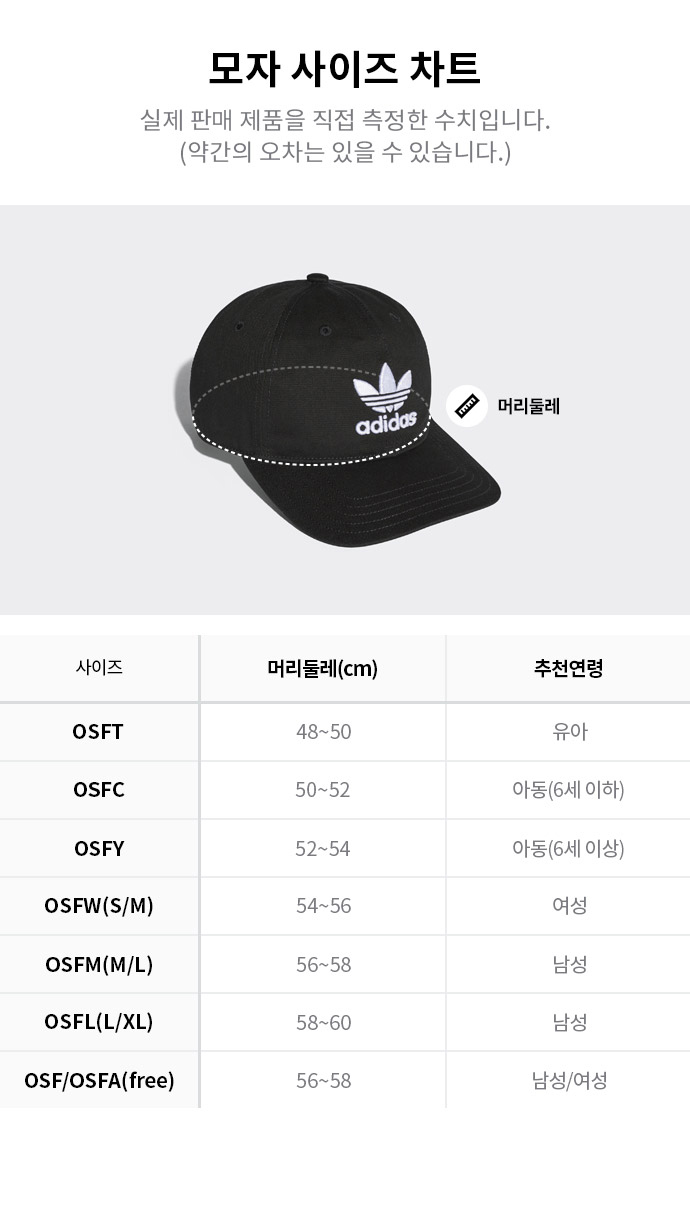 모자 사이즈 차트
실제 판매 제품을 직접 측정한 수치입니다.
(약간의 오차는 있을 수 있습니다.)
adidas
머리둘레
사이즈 머리둘레(cm) 추천연령
OSFT 48~50 유아
OSFC 50~52 아동(6세 이하)
OSFY 52~54 아동(6세 이상)
OSFW(S/M) 54~56 여성
OSFM(M/L) 56~58 남성
OSFL(L/XL) 58~60 남성
OSF/OSFA(free) 56~58 남성/여성